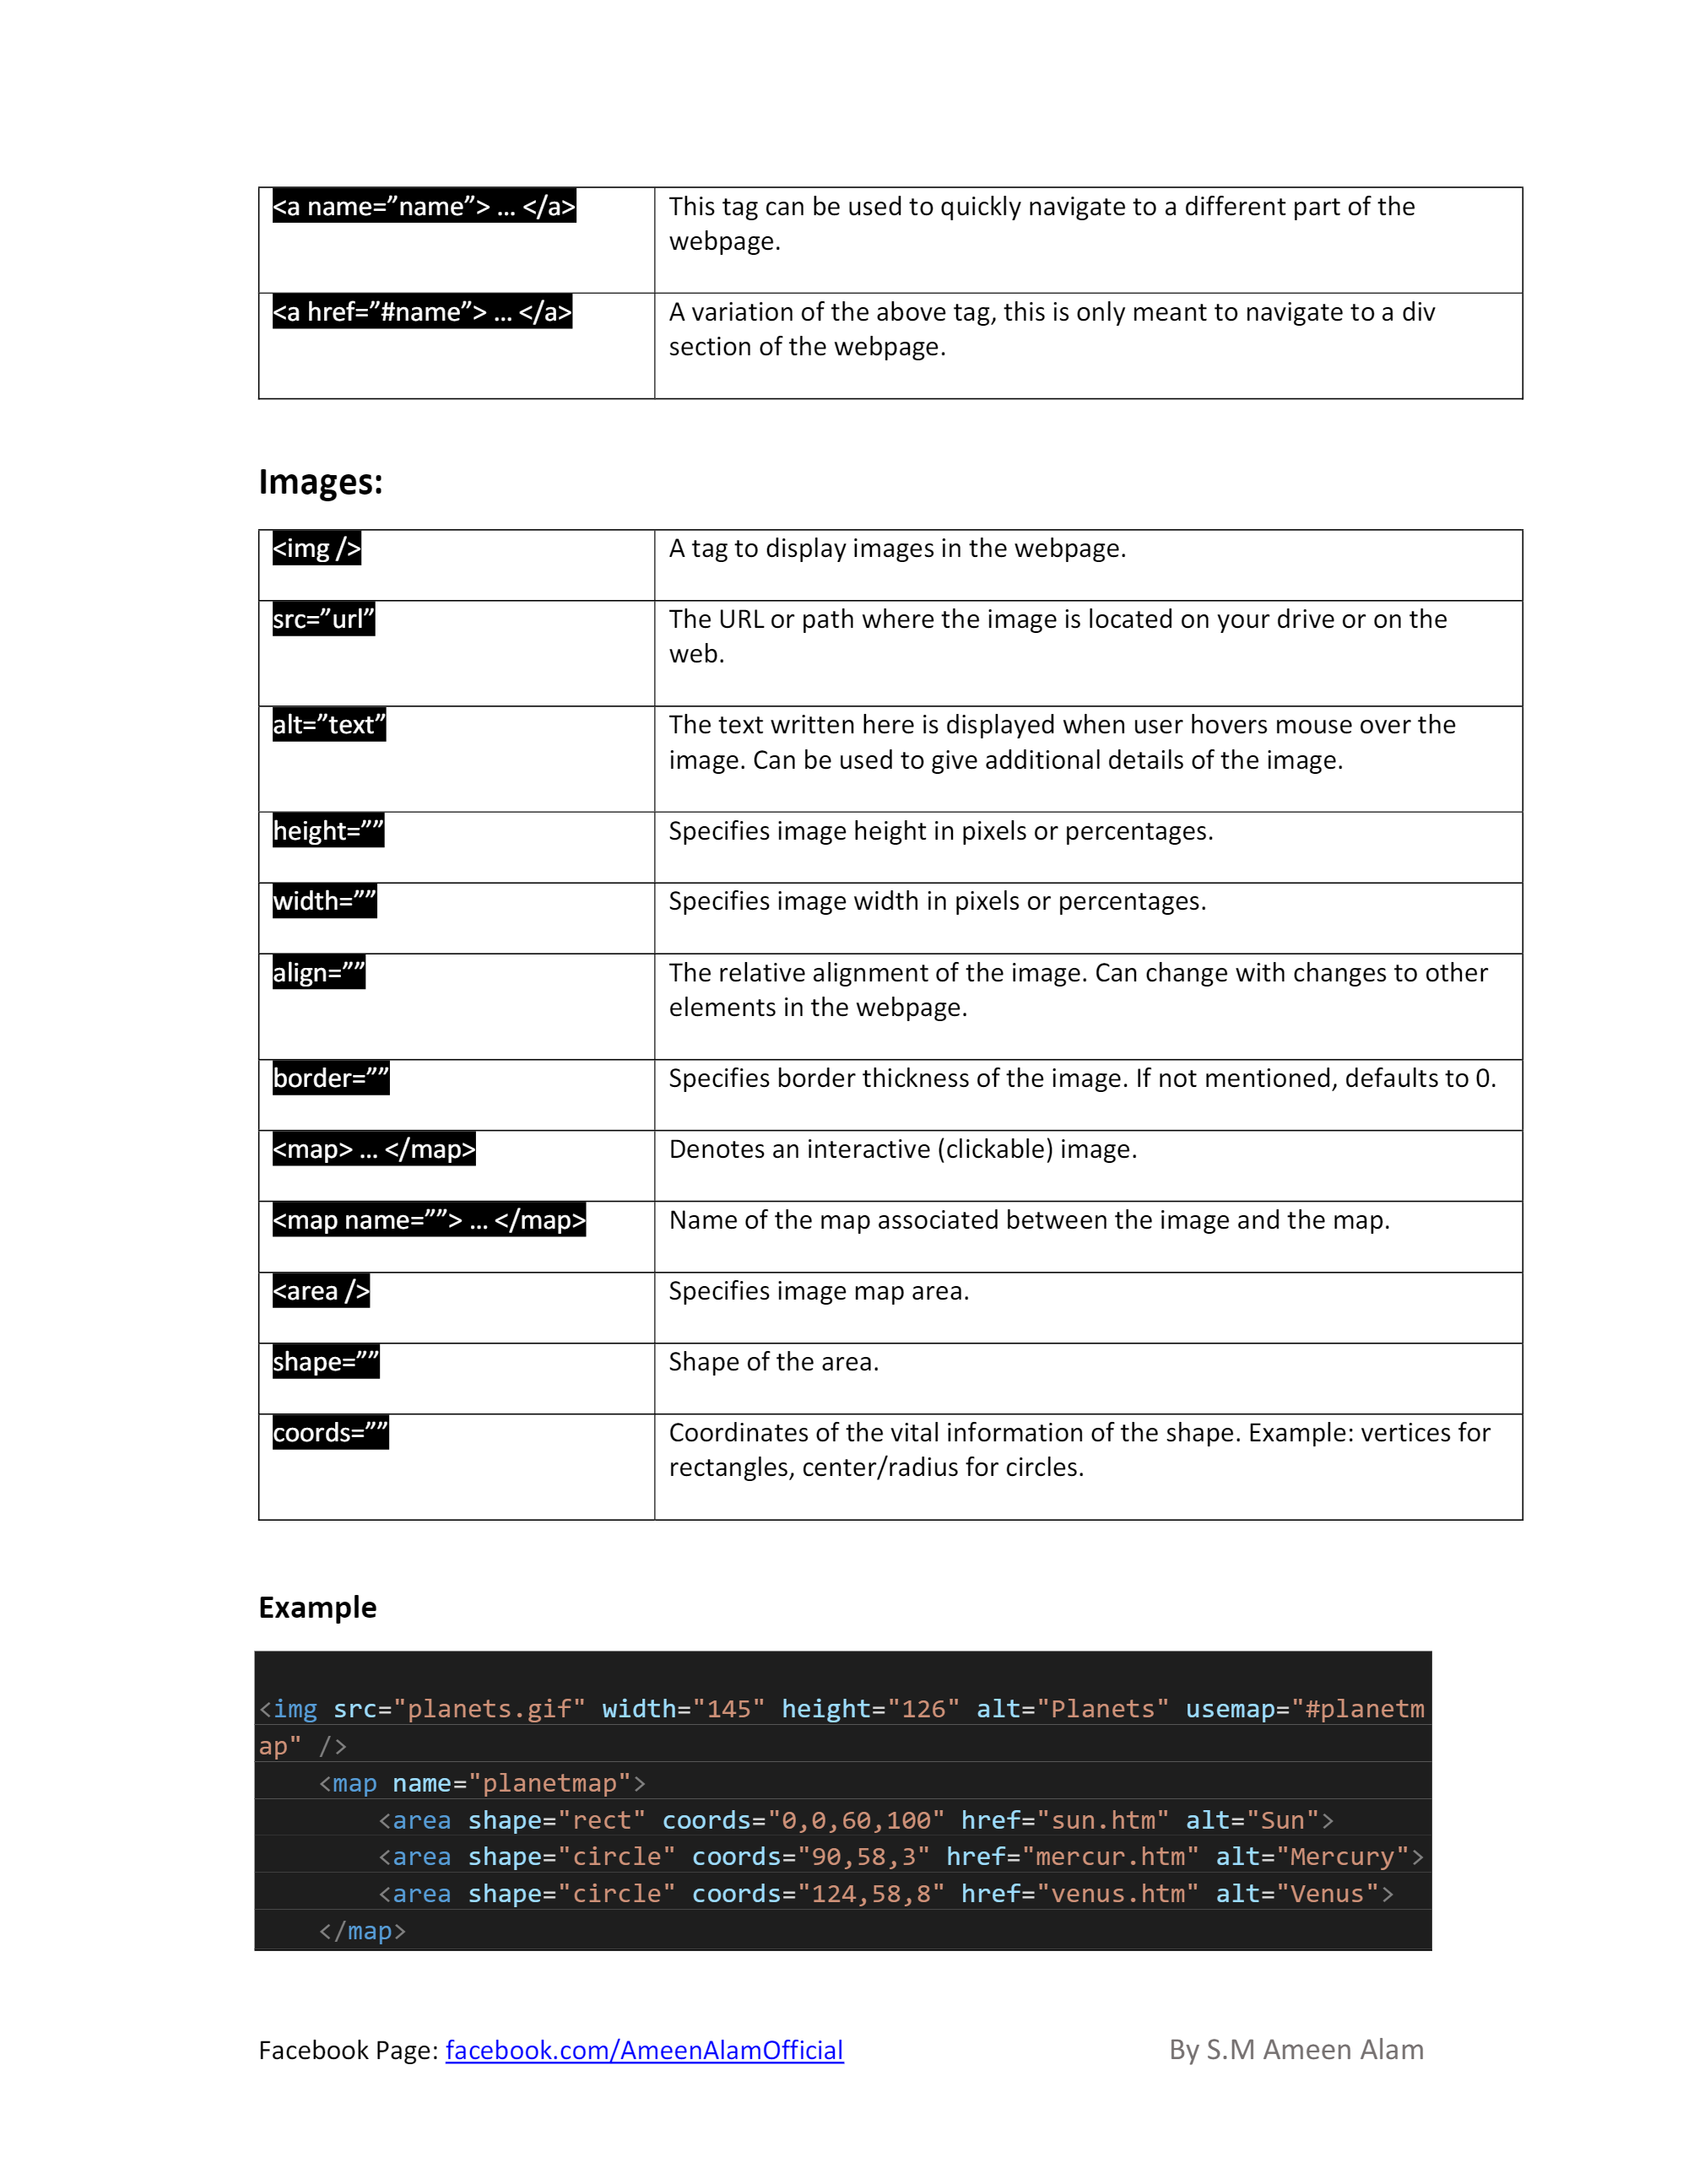 <a name=”name”> ... </a>
This tag can be used to quickly navigate to a different part of the
webpage.
<a href=”#name”> ... </a>
A variation of the above tag, this is only meant to navigate to a div
section of the webpage.
Images:
<img />
A tag to display images in the webpage.
src=”url”
The URL or path where the image is located on your drive or on the
web.
alt=”text”
The text written here is displayed when user hovers mouse over the
image. Can be used to give additional details of the image.
height=””
Specifies image height in pixels or percentages.
width=””
Specifies image width in pixels or percentages.
align=””
The relative alignment of the image. Can change with changes to other
elements in the webpage.
border=””
Specifies border thickness of the image. If not mentioned, defaults to 0.
<map> ... </map>
Denotes an interactive (clickable) image.
<map name=””> ... </map>
Name of the map associated between the image and the map.
<area />
Specifies image map area.
shape=””
Shape of the area.
coords=””
Coordinates of the vital information of the shape. Example: vertices for
rectangles, center/radius for circles.
Example
<img src="planets.gif" width="145" height="126" alt="Planets" usemap="#planetm
ap" />
<map name="planetmap">
<area shape="rect" coords="0,0,60,100" href="sun.htm" alt="Sun">
<area shape="circle" coords="90,58,3" href="mercur.htm" alt="Mercury">
<area shape="circle" coords="124,58,8" href="venus.htm" alt="Venus">
</map>
Facebook Page: facebook.com/AmeenAlamOfficial By S.M Ameen Alam